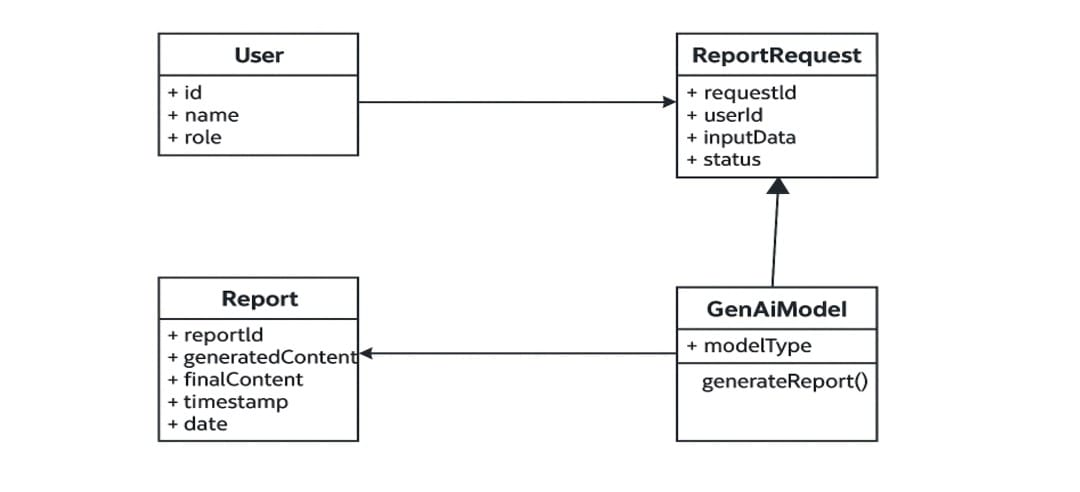 User
+ id
+ name
+ role
ReportRequest
+ requestId
+ userId
+ inputData
+ status
Report
+ reportId
+ generatedContent
+ finalContent
+ timestamp
+ date
GenAiModel
+ modelType
generateReport()